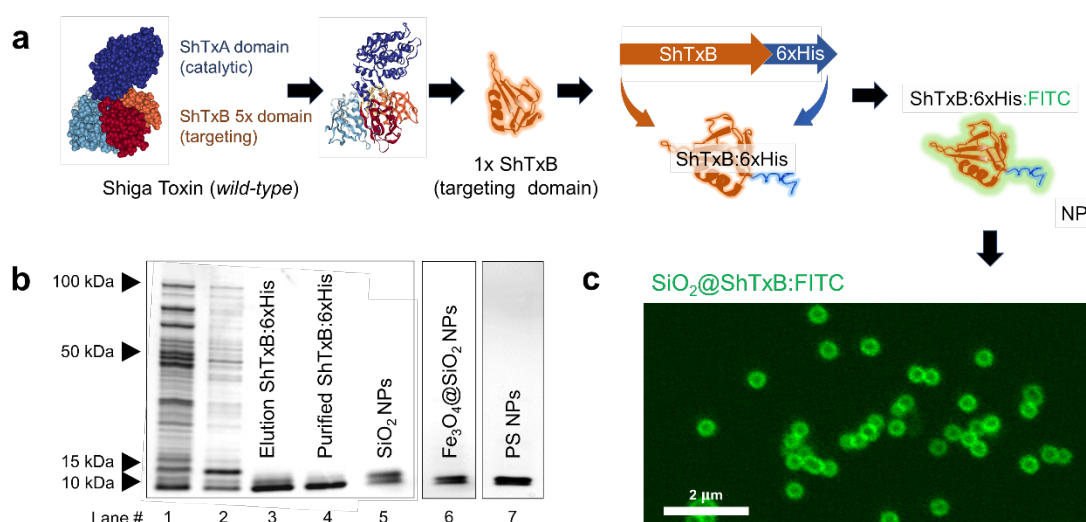 a
ShTxA domain
(catalytic)
ShTxB 5x domain
(targeting)
Shiga Toxin (wild-type)
1x ShTxB
(targeting domain)
ShTxB
6xHis
ShTxB:6xHis
ShTxB:6xHis:FITC
NP
b
100 kDa
50 kDa
15 kDa
10 kDa
Elution ShTxB:6xHis
Purified ShTxB:6xHis
SiO₂ NPs
Fe₃O₄@SiO₂ NPs
PS NPs
Lane # 1 2 3 4 5 6 7
c
SiO₂@ShTxB:FITC
2 μm